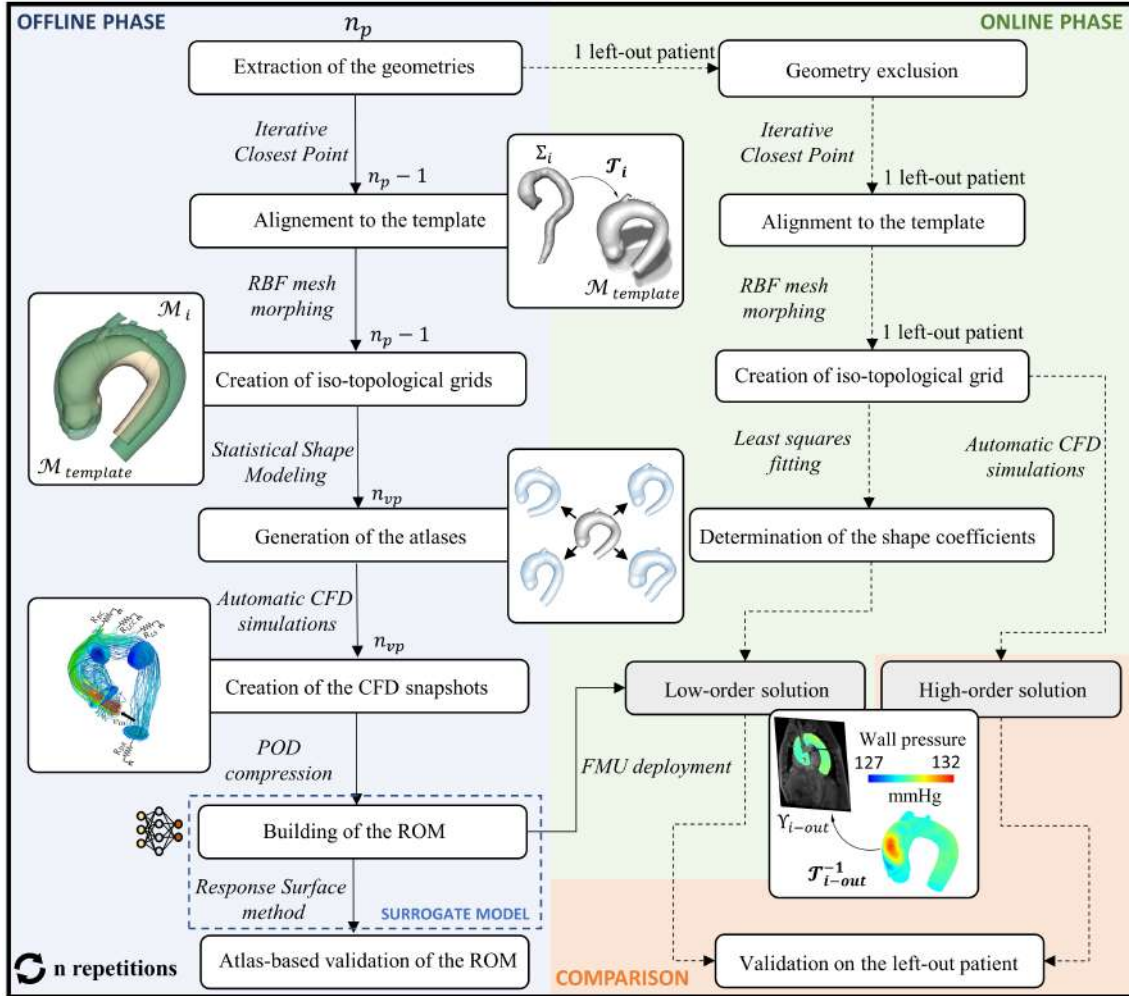 OFFLINE PHASE
n_p
ONLINE PHASE
Extraction of the geometries
1 left-out patient
Geometry exclusion
Iterative
Closest Point
n_p − 1
Alignement to the template
Σ_i
𝒯_i
ℳ_template
Iterative
Closest Point
1 left-out patient
Alignment to the template
RBF mesh
morphing
n_p − 1
ℳ_i
ℳ_template
Creation of iso-topological grids
RBF mesh
morphing
1 left-out patient
Creation of iso-topological grid
Statistical Shape
Modeling
n_vp
Generation of the atlases
Least squares
fitting
Automatic CFD
simulations
Determination of the shape coefficients
Automatic CFD
simulations
n_vp
Creation of the CFD snapshots
Low-order solution
High-order solution
POD
compression
FMU deployment
Wall pressure
127 132
mmHg
Υ_i−out
𝒯_i−out^−1
Building of the ROM
Response Surface
method
SURROGATE MODEL
Atlas-based validation of the ROM
n repetitions
COMPARISON
Validation on the left-out patient